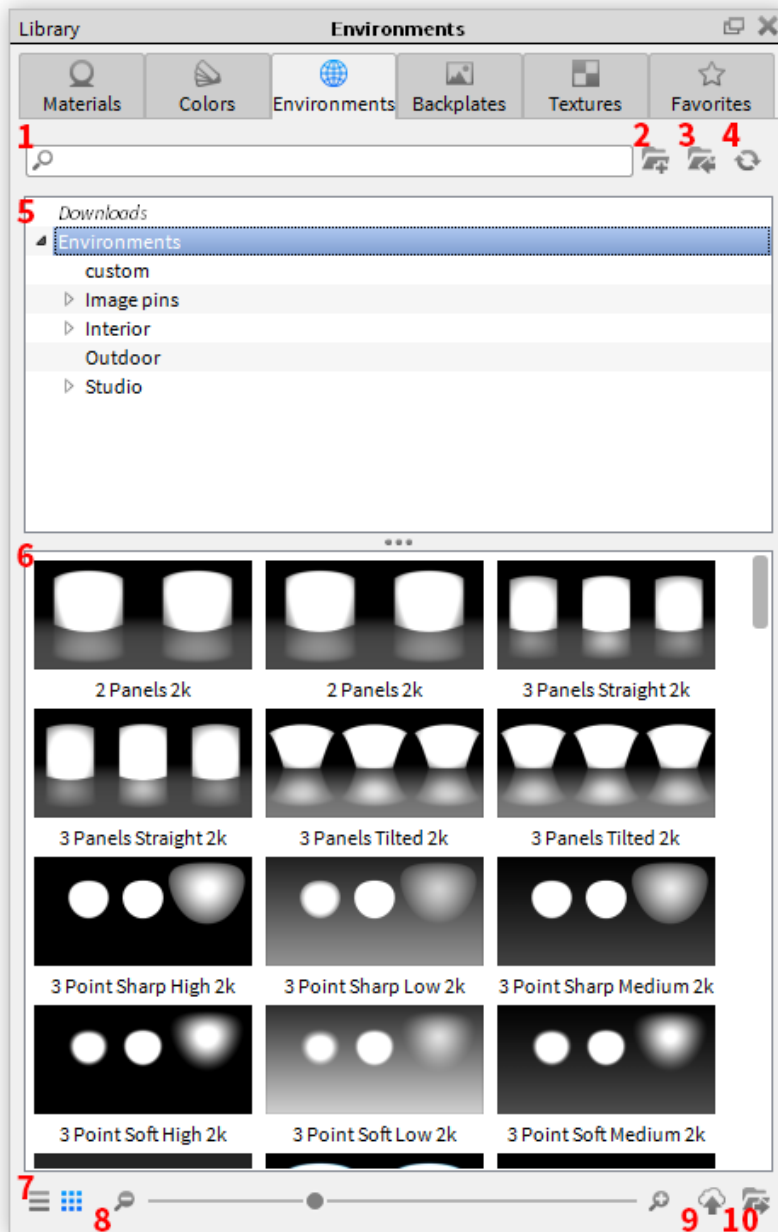 Library Environments
Materials Colors Environments Backplates Textures Favorites
1 2 3 4
5 Downloads
Environments
custom
Image pins
Interior
Outdoor
Studio
6
2 Panels 2k 2 Panels 2k 3 Panels Straight 2k
3 Panels Straight 2k 3 Panels Tilted 2k 3 Panels Tilted 2k
3 Point Sharp High 2k 3 Point Sharp Low 2k 3 Point Sharp Medium 2k
3 Point Soft High 2k 3 Point Soft Low 2k 3 Point Soft Medium 2k
7 8 9 10